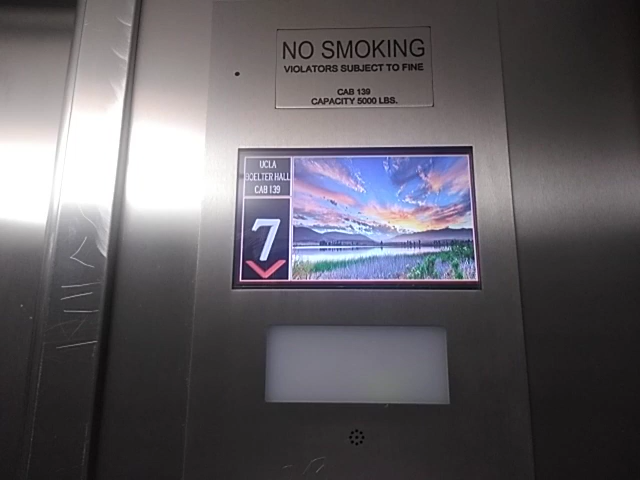 NO SMOKING
VIOLATORS SUBJECT TO FINE
CAB 139
CAPACITY 5000 LBS.
UCLA
BOELTER HALL
CAB 139
7